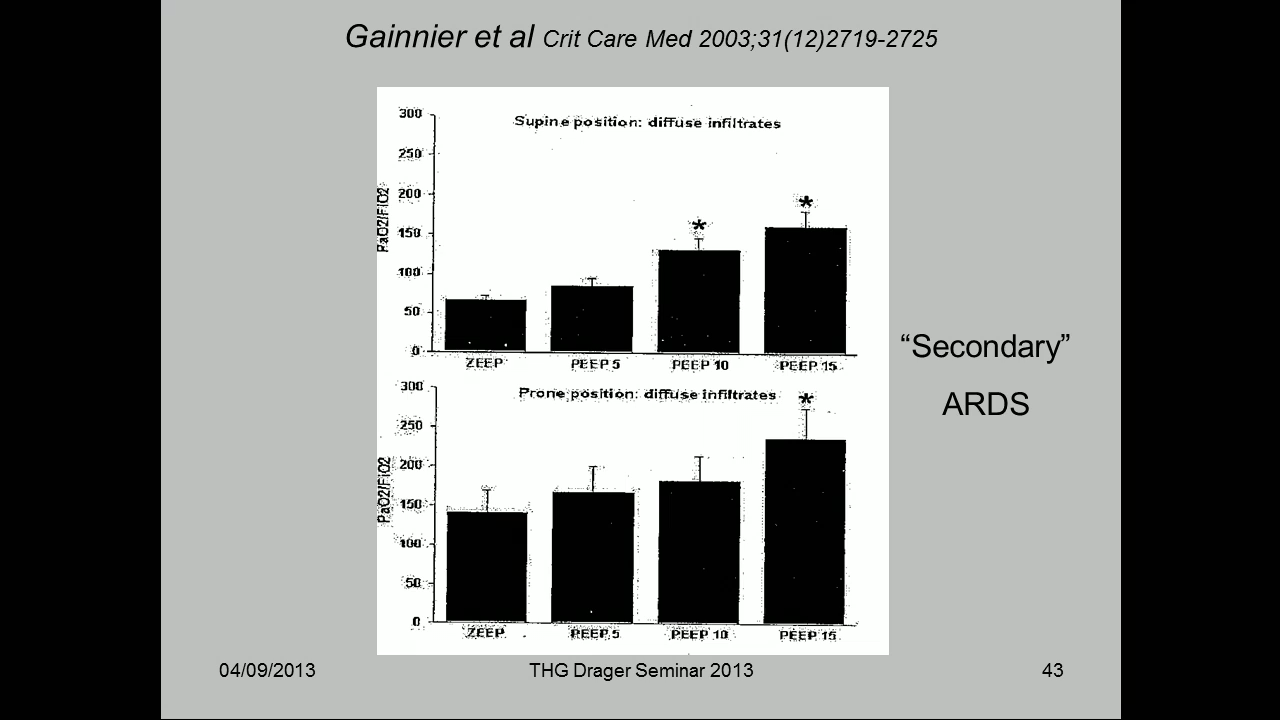 Gainnier et al Crit Care Med 2003;31(12)2719-2725
Supine position: diffuse infiltrates
300
250
200
150
100
50
0
PaO2/FiO2
*
*
ZEEP
PEEP 5
PEEP 10
PEEP 15
Prone position: diffuse infiltrates
300
250
200
150
100
50
0
PaO2/FiO2
*
ZEEP
PEEP 5
PEEP 10
PEEP 15
“Secondary”
ARDS
04/09/2013
THG Drager Seminar 2013
43